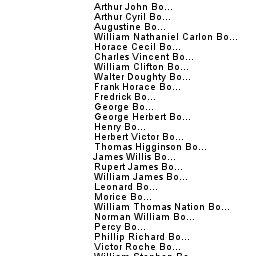 Arthur John Bo...
Arthur Cyril Bo...
Augustine Bo...
William Nathaniel Carlon Bo...
Horace Cecil Bo...
Charles Vincent Bo...
William Clifton Bo...
Walter Doughty Bo...
Frank Horace Bo...
Fredrick Bo...
George Bo...
George Herbert Bo...
Henry Bo...
Herbert Victor Bo...
Thomas Higginson Bo...
James Willis Bo...
Rupert James Bo...
William James Bo...
Leonard Bo...
Morice Bo...
William Thomas Nation Bo...
Norman William Bo...
Percy Bo...
Phillip Richard Bo...
Victor Roche Bo...
William Stephen Bo...